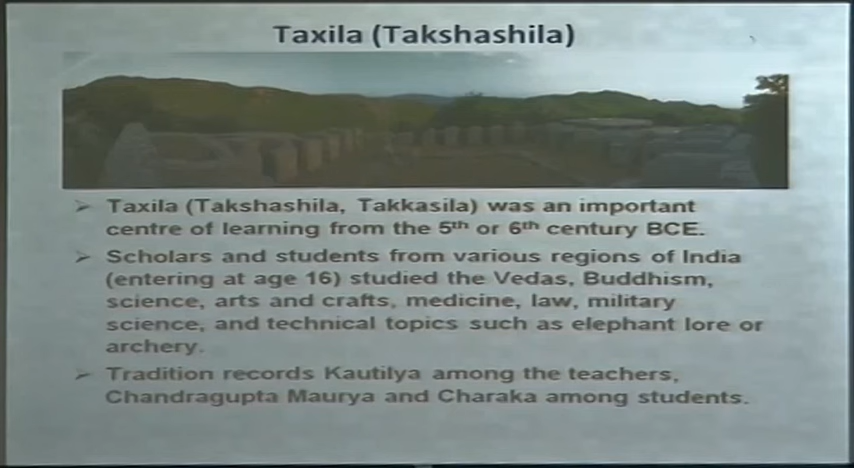 Taxila (Takshashila)
Taxila (Takshashila, Takkasila) was an important
centre of learning from the 5th or 6th century BCE.
Scholars and students from various regions of India
(entering at age 16) studied the Vedas, Buddhism,
science, arts and crafts, medicine, law, military
science, and technical topics such as elephant lore or
archery.
Tradition records Kautilya among the teachers,
Chandragupta Maurya and Charaka among students.